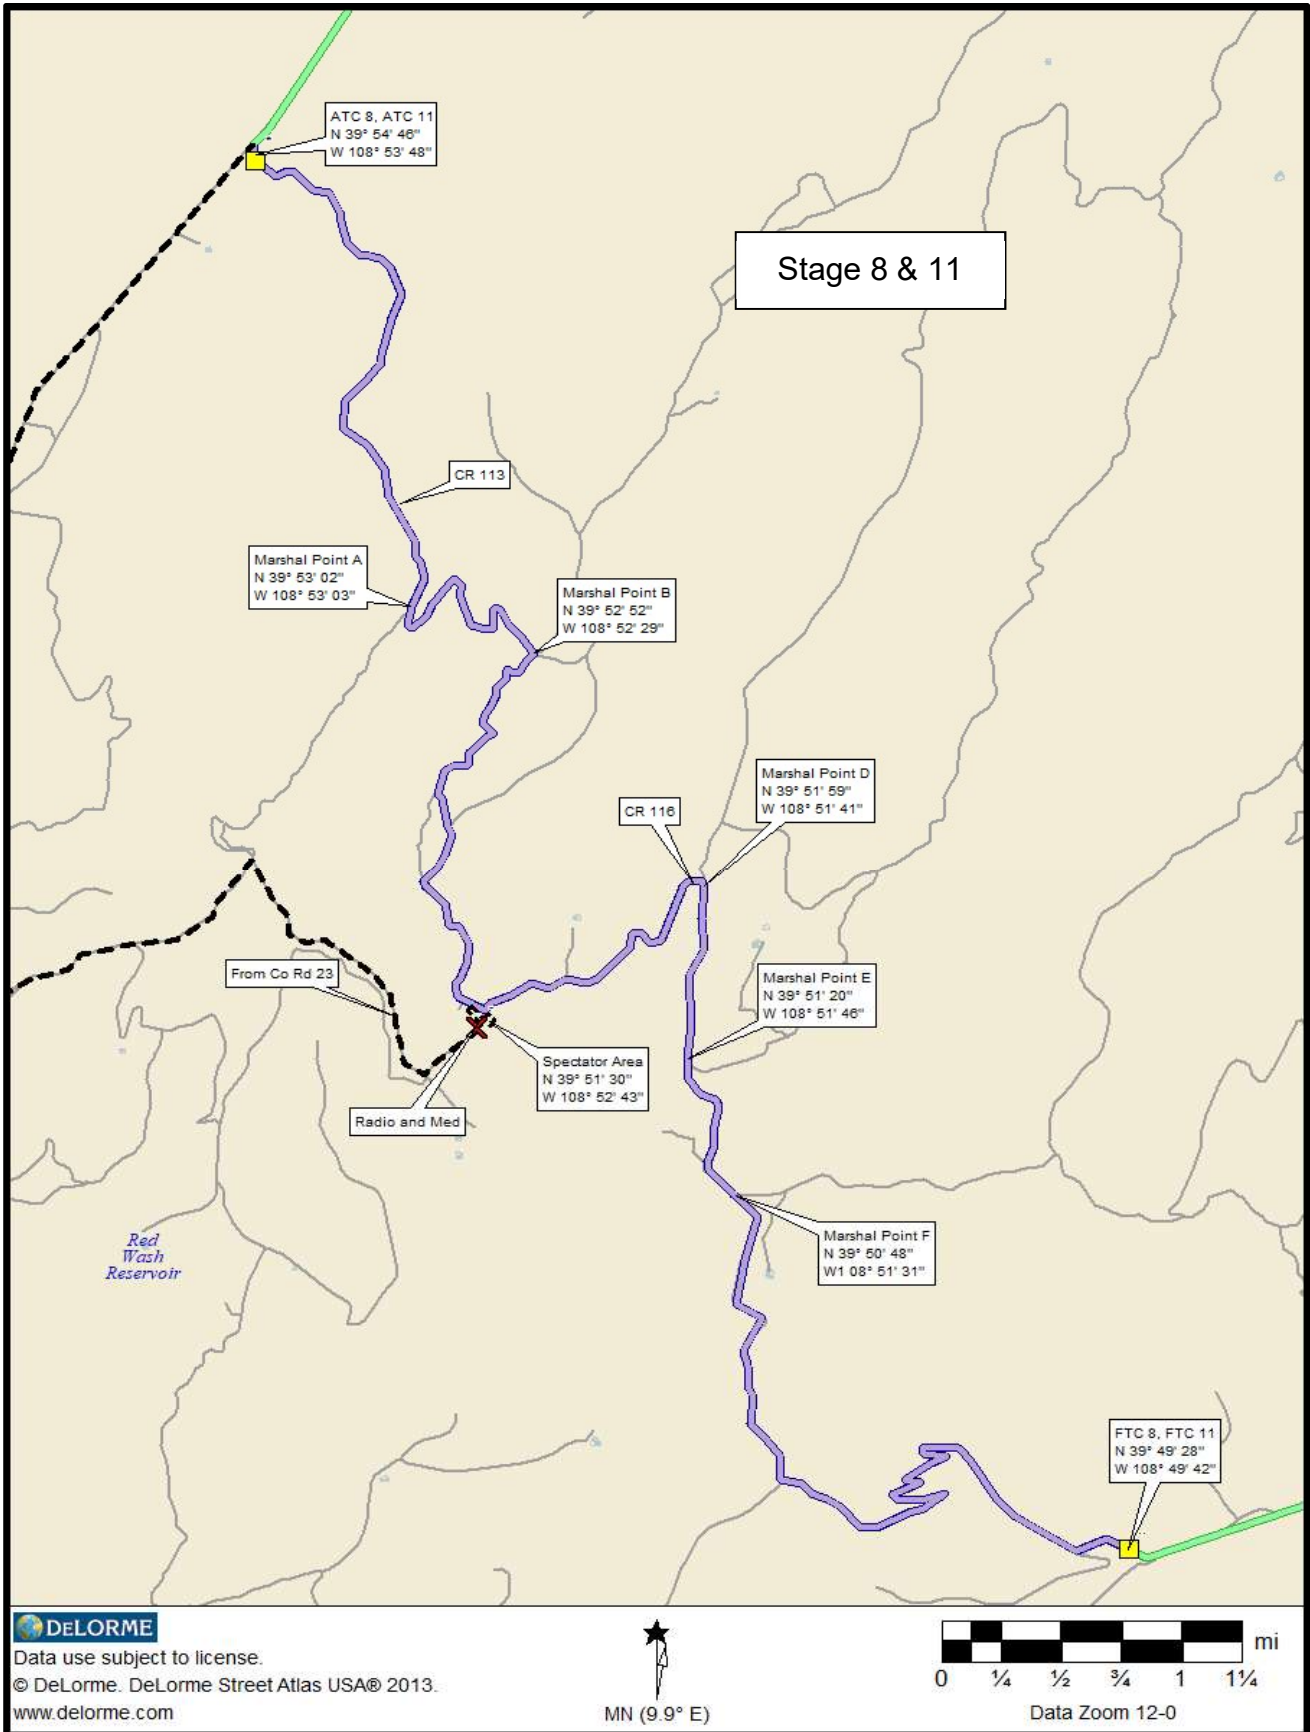 ATC 8, ATC 11
N 39° 54' 46"
W 108° 53' 48"
Stage 8 & 11
CR 113
Marshal Point A
N 39° 53' 02"
W 108° 53' 03"
Marshal Point B
N 39° 52' 52"
W 108° 52' 29"
Marshal Point D
N 39° 51' 59"
W 108° 51' 41"
CR 116
From Co Rd 23
Marshal Point E
N 39° 51' 20"
W 108° 51' 46"
Spectator Area
N 39° 51' 30"
W 108° 52' 43"
Radio and Med
Marshal Point F
N 39° 50' 48"
W1 08° 51' 31"
Red
Wash
Reservoir
FTC 8, FTC 11
N 39° 49' 28"
W 108° 49' 42"
DELORME
Data use subject to license.
© DeLorme. DeLorme Street Atlas USA® 2013.
www.delorme.com
MN (9.9° E)
mi
0 ¼ ½ ¾ 1 1¼
Data Zoom 12-0